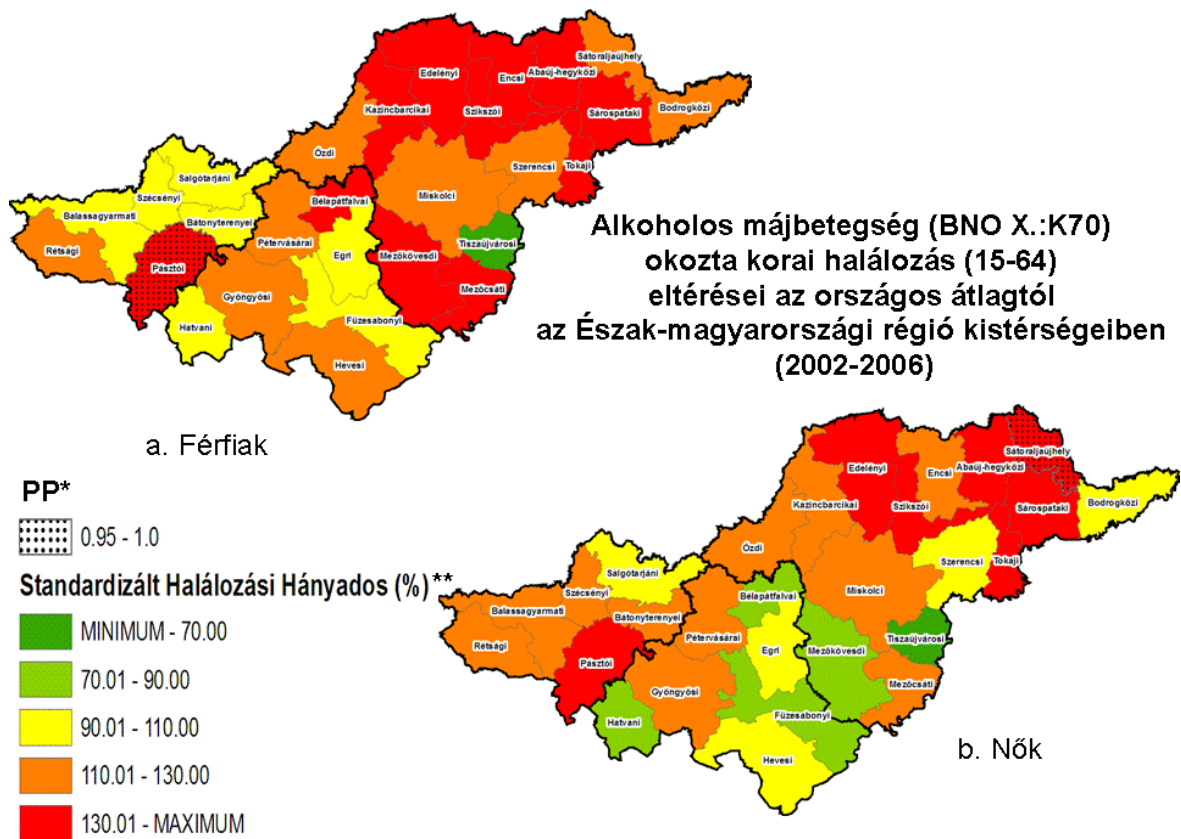 Sátoraljaújhely
Edelényi
Encsi
Abaúj-hegyközi
Kazincbarcikai
Szikszói
Sárospataki
Bodrogközi
Ózdi
Szerencsi
Tokaji
Salgótarjáni
Szécsényi
Bélapátfalvai
Miskolci
Balassagyarmati
Bátonyterenyei
Rétsági
Pétervásárai
Egri
Mezőkövesdi
Tiszaújvárosi
Pásztói
Gyöngyösi
Mezőcsáti
Hatvani
Füzesabonyi
Hevesi
Alkoholos májbetegség (BNO X.:K70)
okozta korai halálozás (15-64)
eltérései az országos átlagtól
az Észak-magyarországi régió kistérségeiben
(2002-2006)
a. Férfiak
PP*
0.95 - 1.0
Standardizált Halálozási Hányados (%)**
MINIMUM - 70.00
70.01 - 90.00
90.01 - 110.00
110.01 - 130.00
130.01 - MAXIMUM
Sátoraljaújhely
Edelényi
Encsi
Abaúj-hegyközi
Bodrogközi
Kazincbarcikai
Szikszói
Sárospataki
Ózdi
Szerencsi
Tokaji
Salgótarjáni
Szécsényi
Bélapátfalvai
Miskolci
Balassagyarmati
Bátonyterenyei
Rétsági
Pétervásárai
Egri
Mezőkövesdi
Tiszaújvárosi
Pásztói
Gyöngyösi
Mezőcsáti
Hatvani
Füzesabonyi
Hevesi
b. Nők